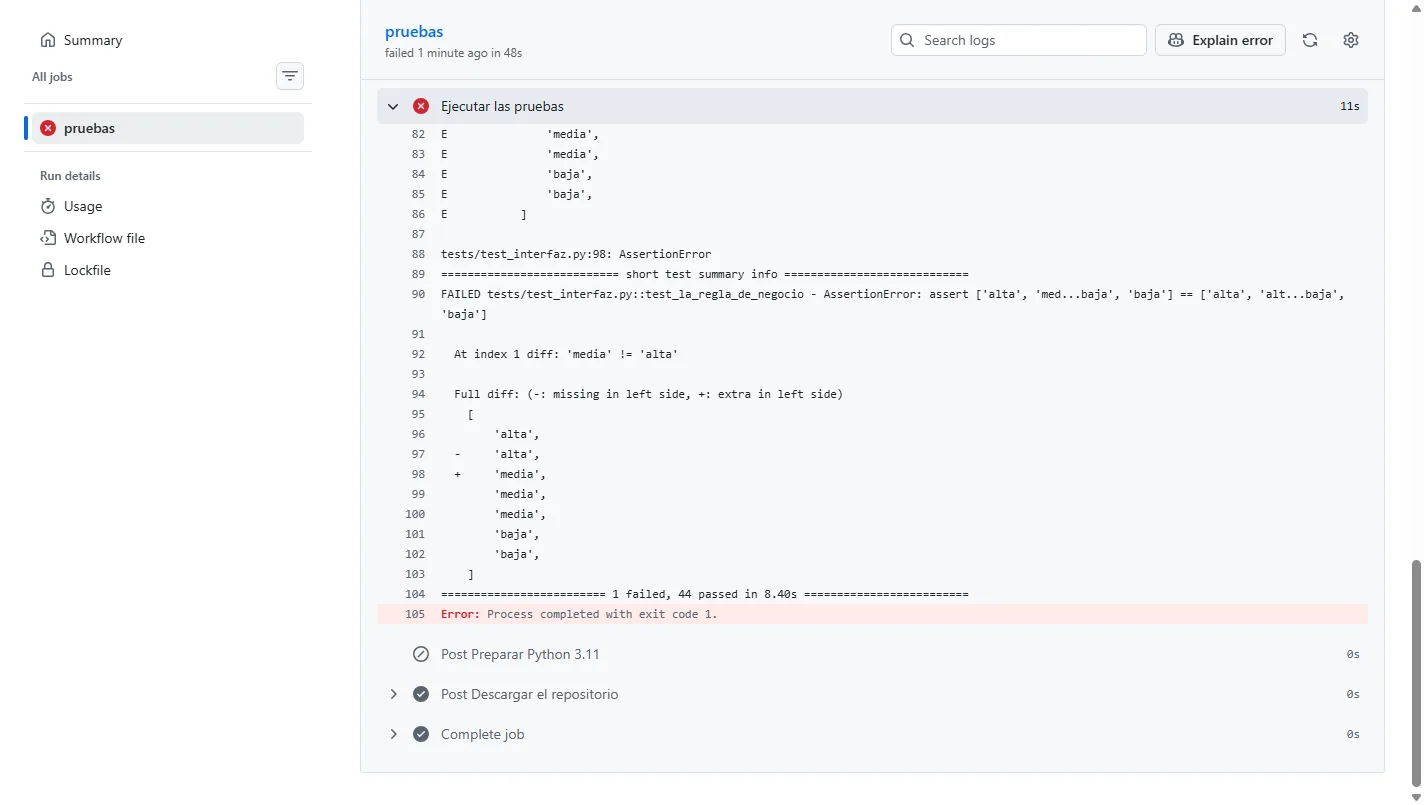 Summary
All jobs
pruebas
Run details
Usage
Workflow file
Lockfile
pruebas
failed 1 minute ago in 48s
Search logs
Explain error
Ejecutar las pruebas 11s
82 E 'media',
83 E 'media',
84 E 'baja',
85 E 'baja',
86 E ]
87
88 tests/test_interfaz.py:98: AssertionError
89 =========================== short test summary info ============================
90 FAILED tests/test_interfaz.py::test_la_regla_de_negocio - AssertionError: assert ['alta', 'med...baja', 'baja'] == ['alta', 'alt...baja',
'baja']
91
92 At index 1 diff: 'media' != 'alta'
93
94 Full diff: (-: missing in left side, +: extra in left side)
95 [
96 'alta',
97 - 'alta',
98 + 'media',
99 'media',
100 'media',
101 'baja',
102 'baja',
103 ]
104 ========================= 1 failed, 44 passed in 8.40s =========================
105 Error: Process completed with exit code 1.
Post Preparar Python 3.11 0s
Post Descargar el repositorio 0s
Complete job 0s